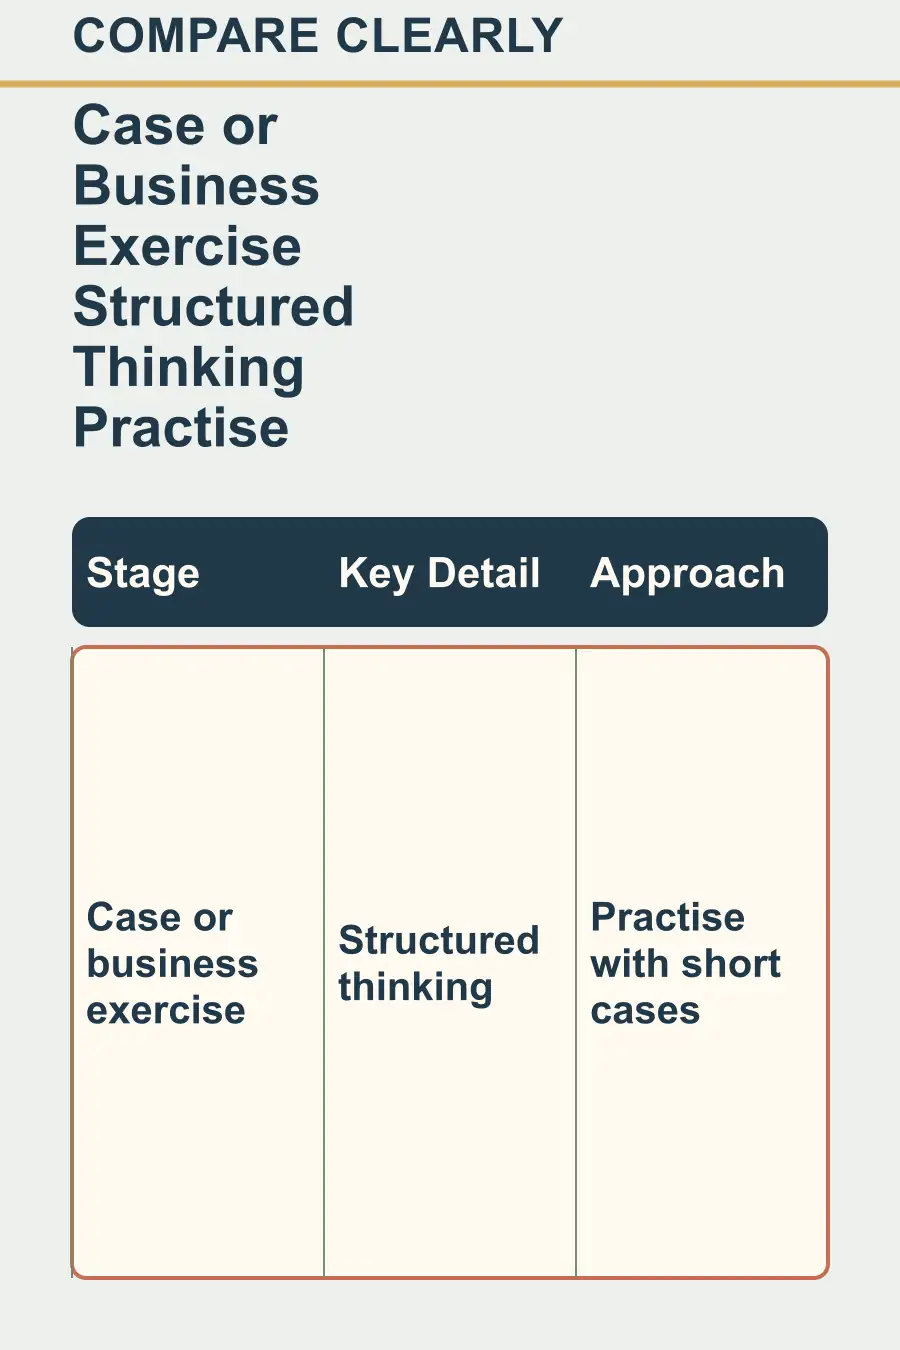 COMPARE CLEARLY
Case or
Business
Exercise
Structured
Thinking
Practise
Stage Key Detail Approach
Case or
business
exercise
Structured
thinking
Practise
with short
cases